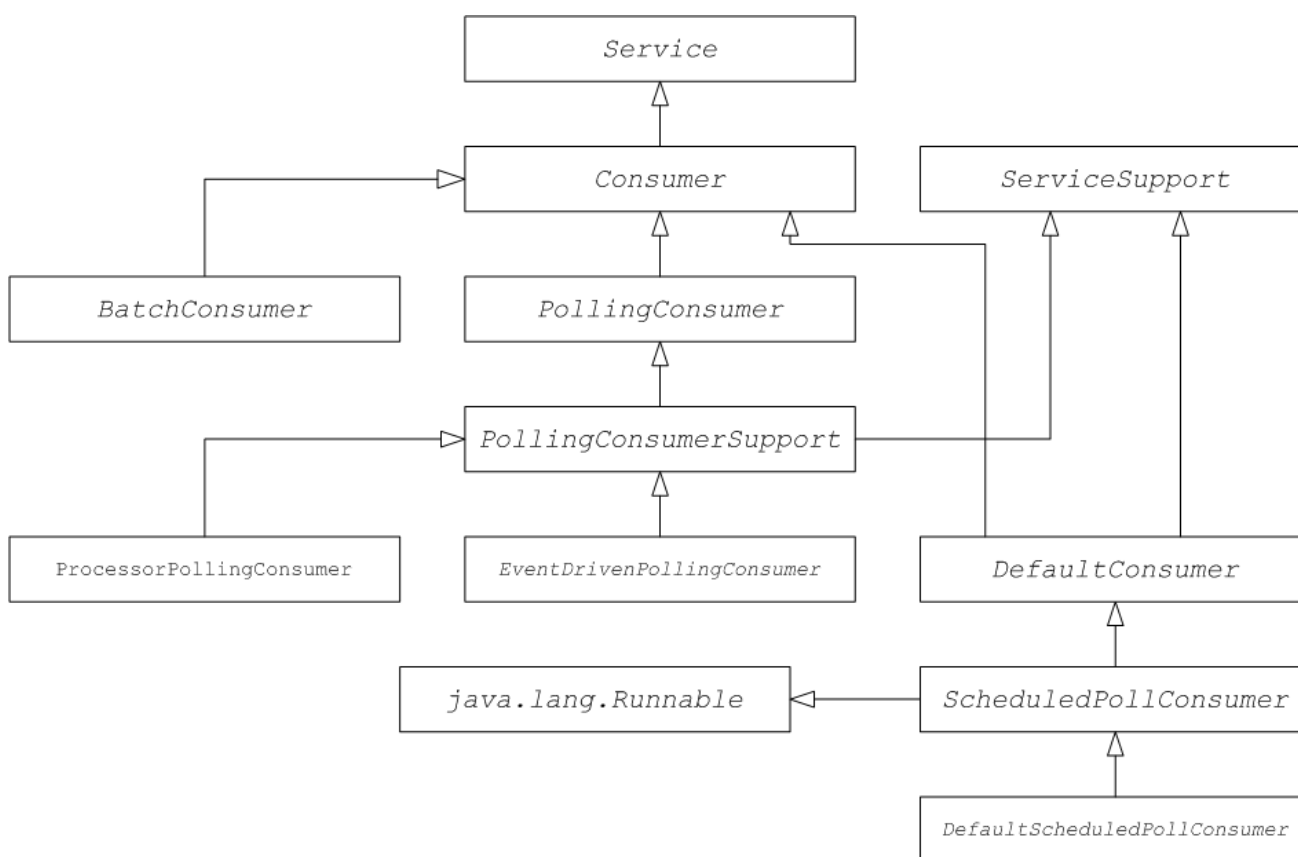 Service
Consumer
ServiceSupport
BatchConsumer
PollingConsumer
PollingConsumerSupport
ProcessorPollingConsumer
EventDrivenPollingConsumer
DefaultConsumer
java.lang.Runnable
ScheduledPollConsumer
DefaultScheduledPollConsumer